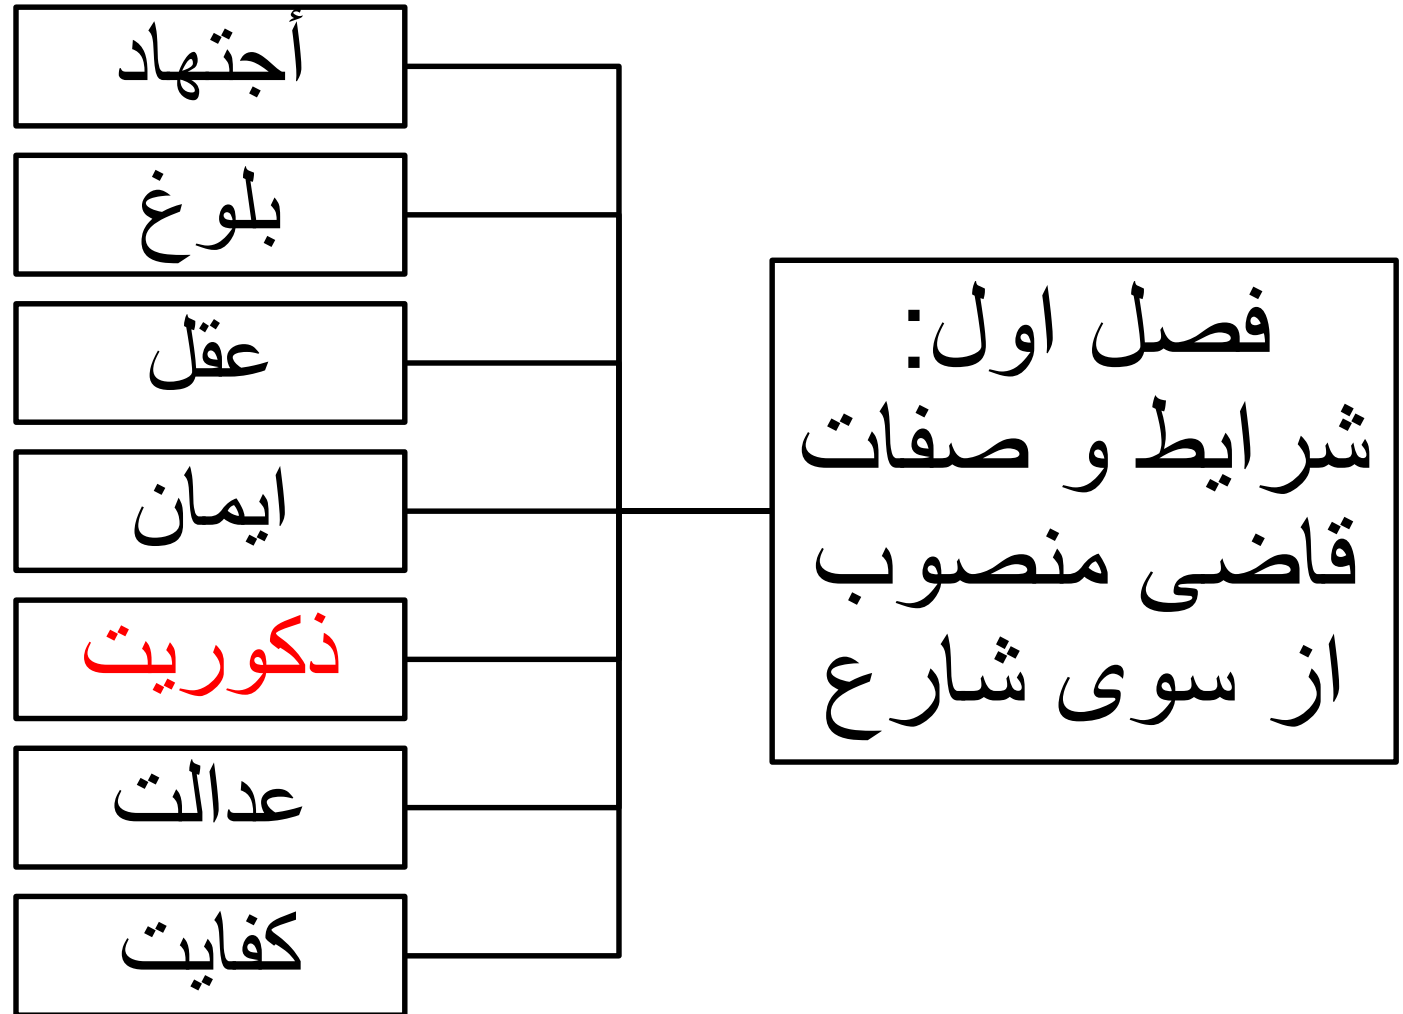 فصل اول:
شرایط و صفات
قاضی منصوب
از سوی شارع
أجتهاد
بلوغ
عقل
ایمان
ذکوریت
عدالت
کفایت